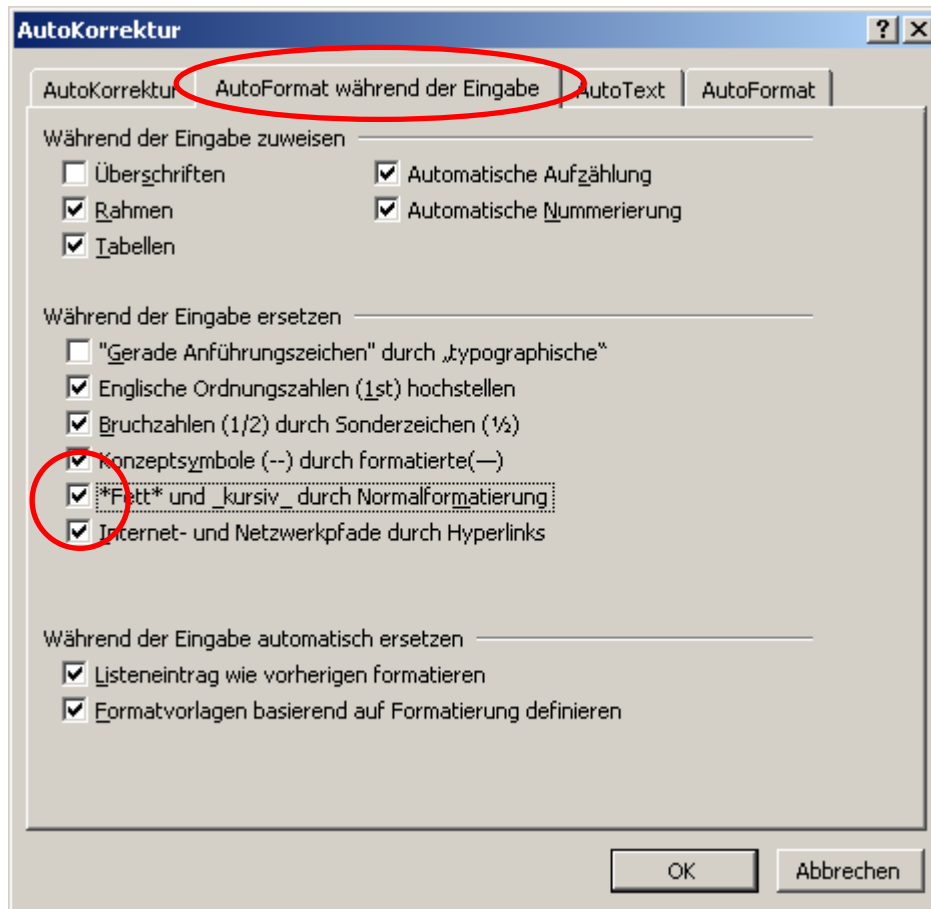 AutoKorrektur
AutoKorrektur AutoFormat während der Eingabe AutoText AutoFormat
Während der Eingabe zuweisen
Überschriften Automatische Aufzählung
Rahmen Automatische Nummerierung
Tabellen
Während der Eingabe ersetzen
"Gerade Anführungszeichen" durch „typographische“
Englische Ordnungszahlen (1st) hochstellen
Bruchzahlen (1/2) durch Sonderzeichen (½)
Konzeptsymbole (--) durch formatierte(—)
*Fett* und _kursiv_ durch Normalformatierung
Internet- und Netzwerkpfade durch Hyperlinks
Während der Eingabe automatisch ersetzen
Listeneintrag wie vorherigen formatieren
Formatvorlagen basierend auf Formatierung definieren
OK Abbrechen